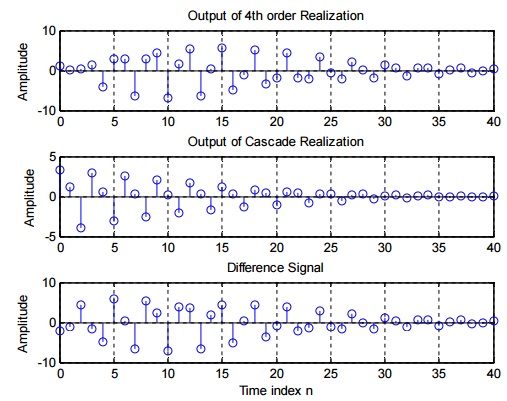 Output of 4th order Realization
10
0
-10
Amplitude
0 5 10 15 20 25 30 35 40
Output of Cascade Realization
5
0
-5
Amplitude
0 5 10 15 20 25 30 35 40
Difference Signal
10
0
-10
Amplitude
0 5 10 15 20 25 30 35 40
Time index n